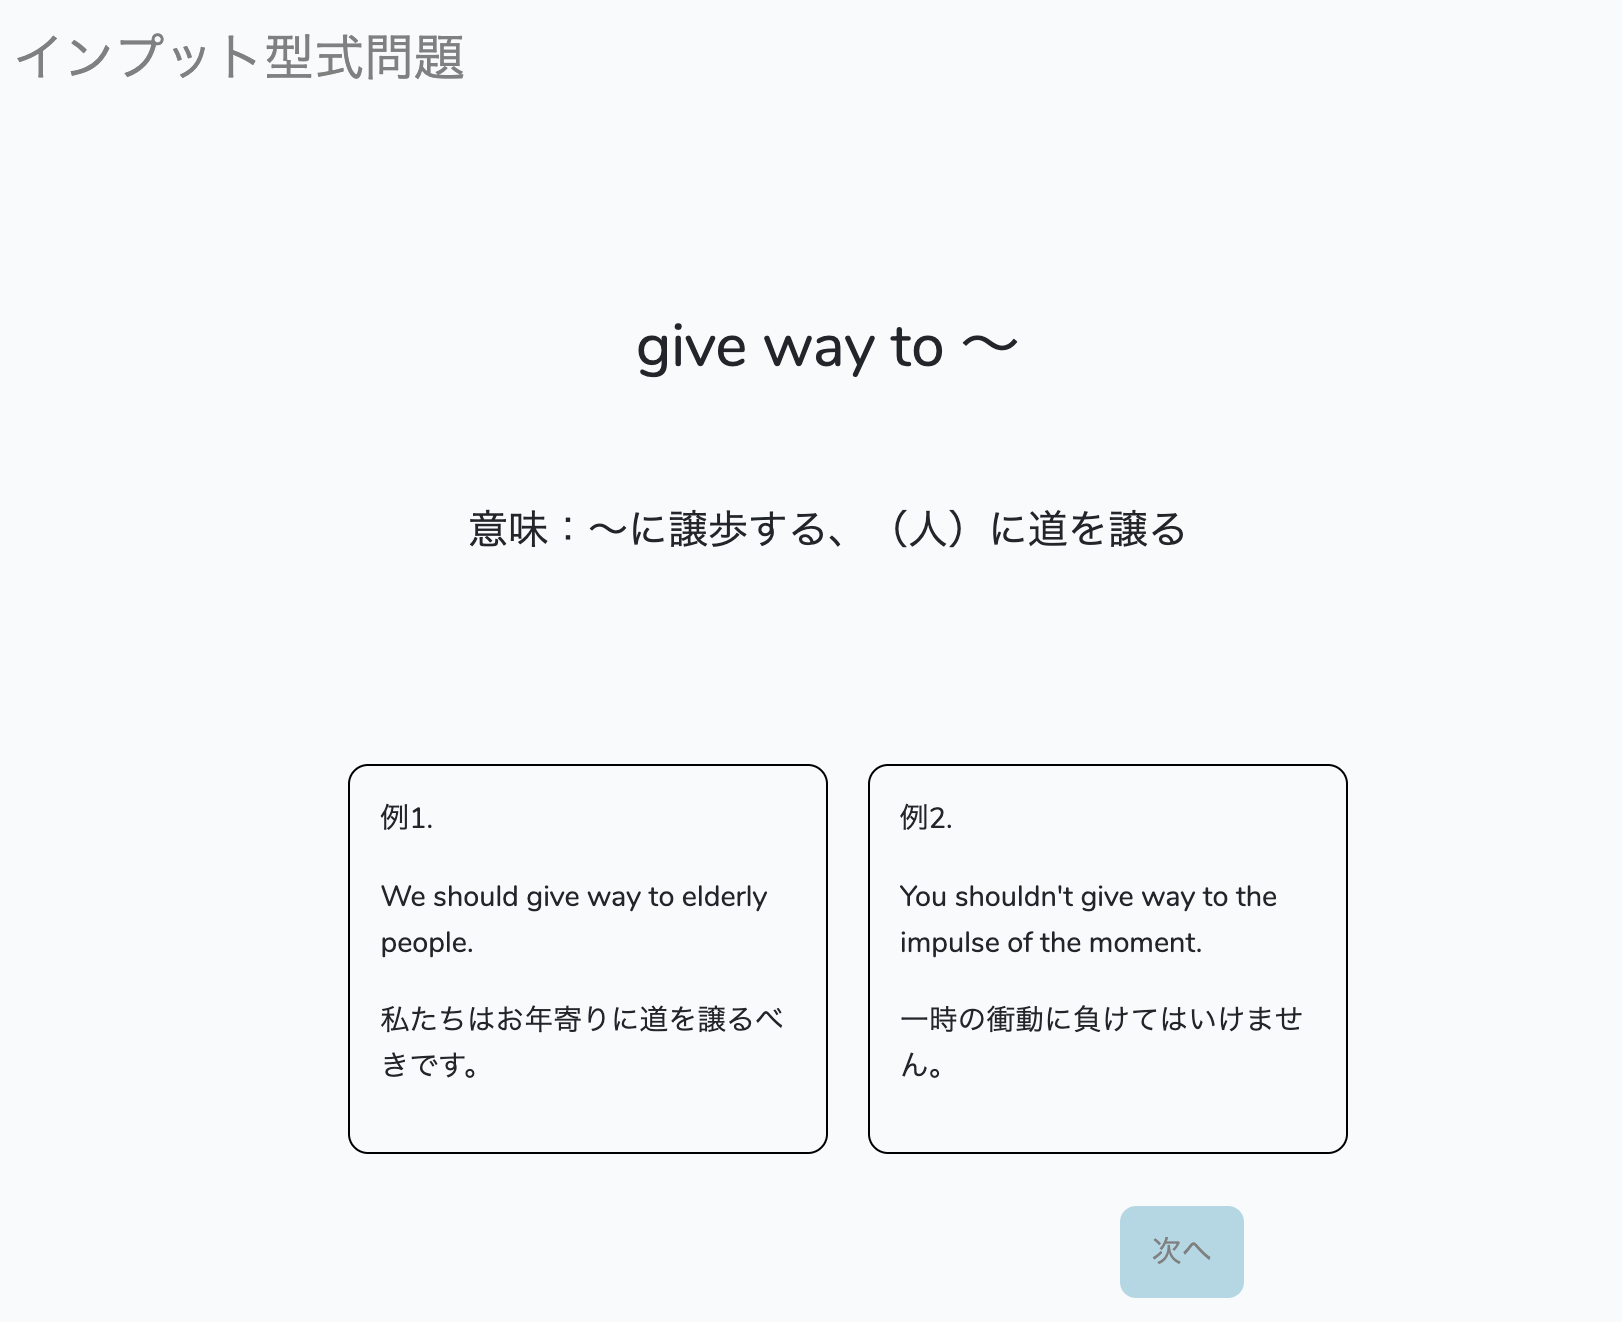 インプット型式問題
give way to 〜
意味：〜に譲歩する、（人）に道を譲る
例1.
We should give way to elderly
people.
私たちはお年寄りに道を譲るべ
きです。
例2.
You shouldn't give way to the
impulse of the moment.
一時の衝動に負けてはいけませ
ん。
次へ